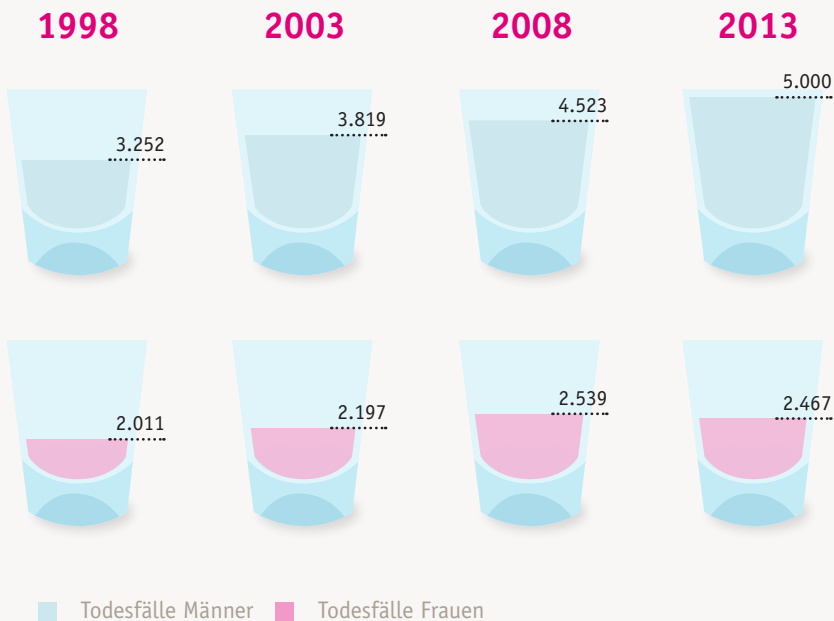 1998 2003 2008 2013
3.252 3.819 4.523 5.000
2.011 2.197 2.539 2.467
Todesfälle Männer Todesfälle Frauen